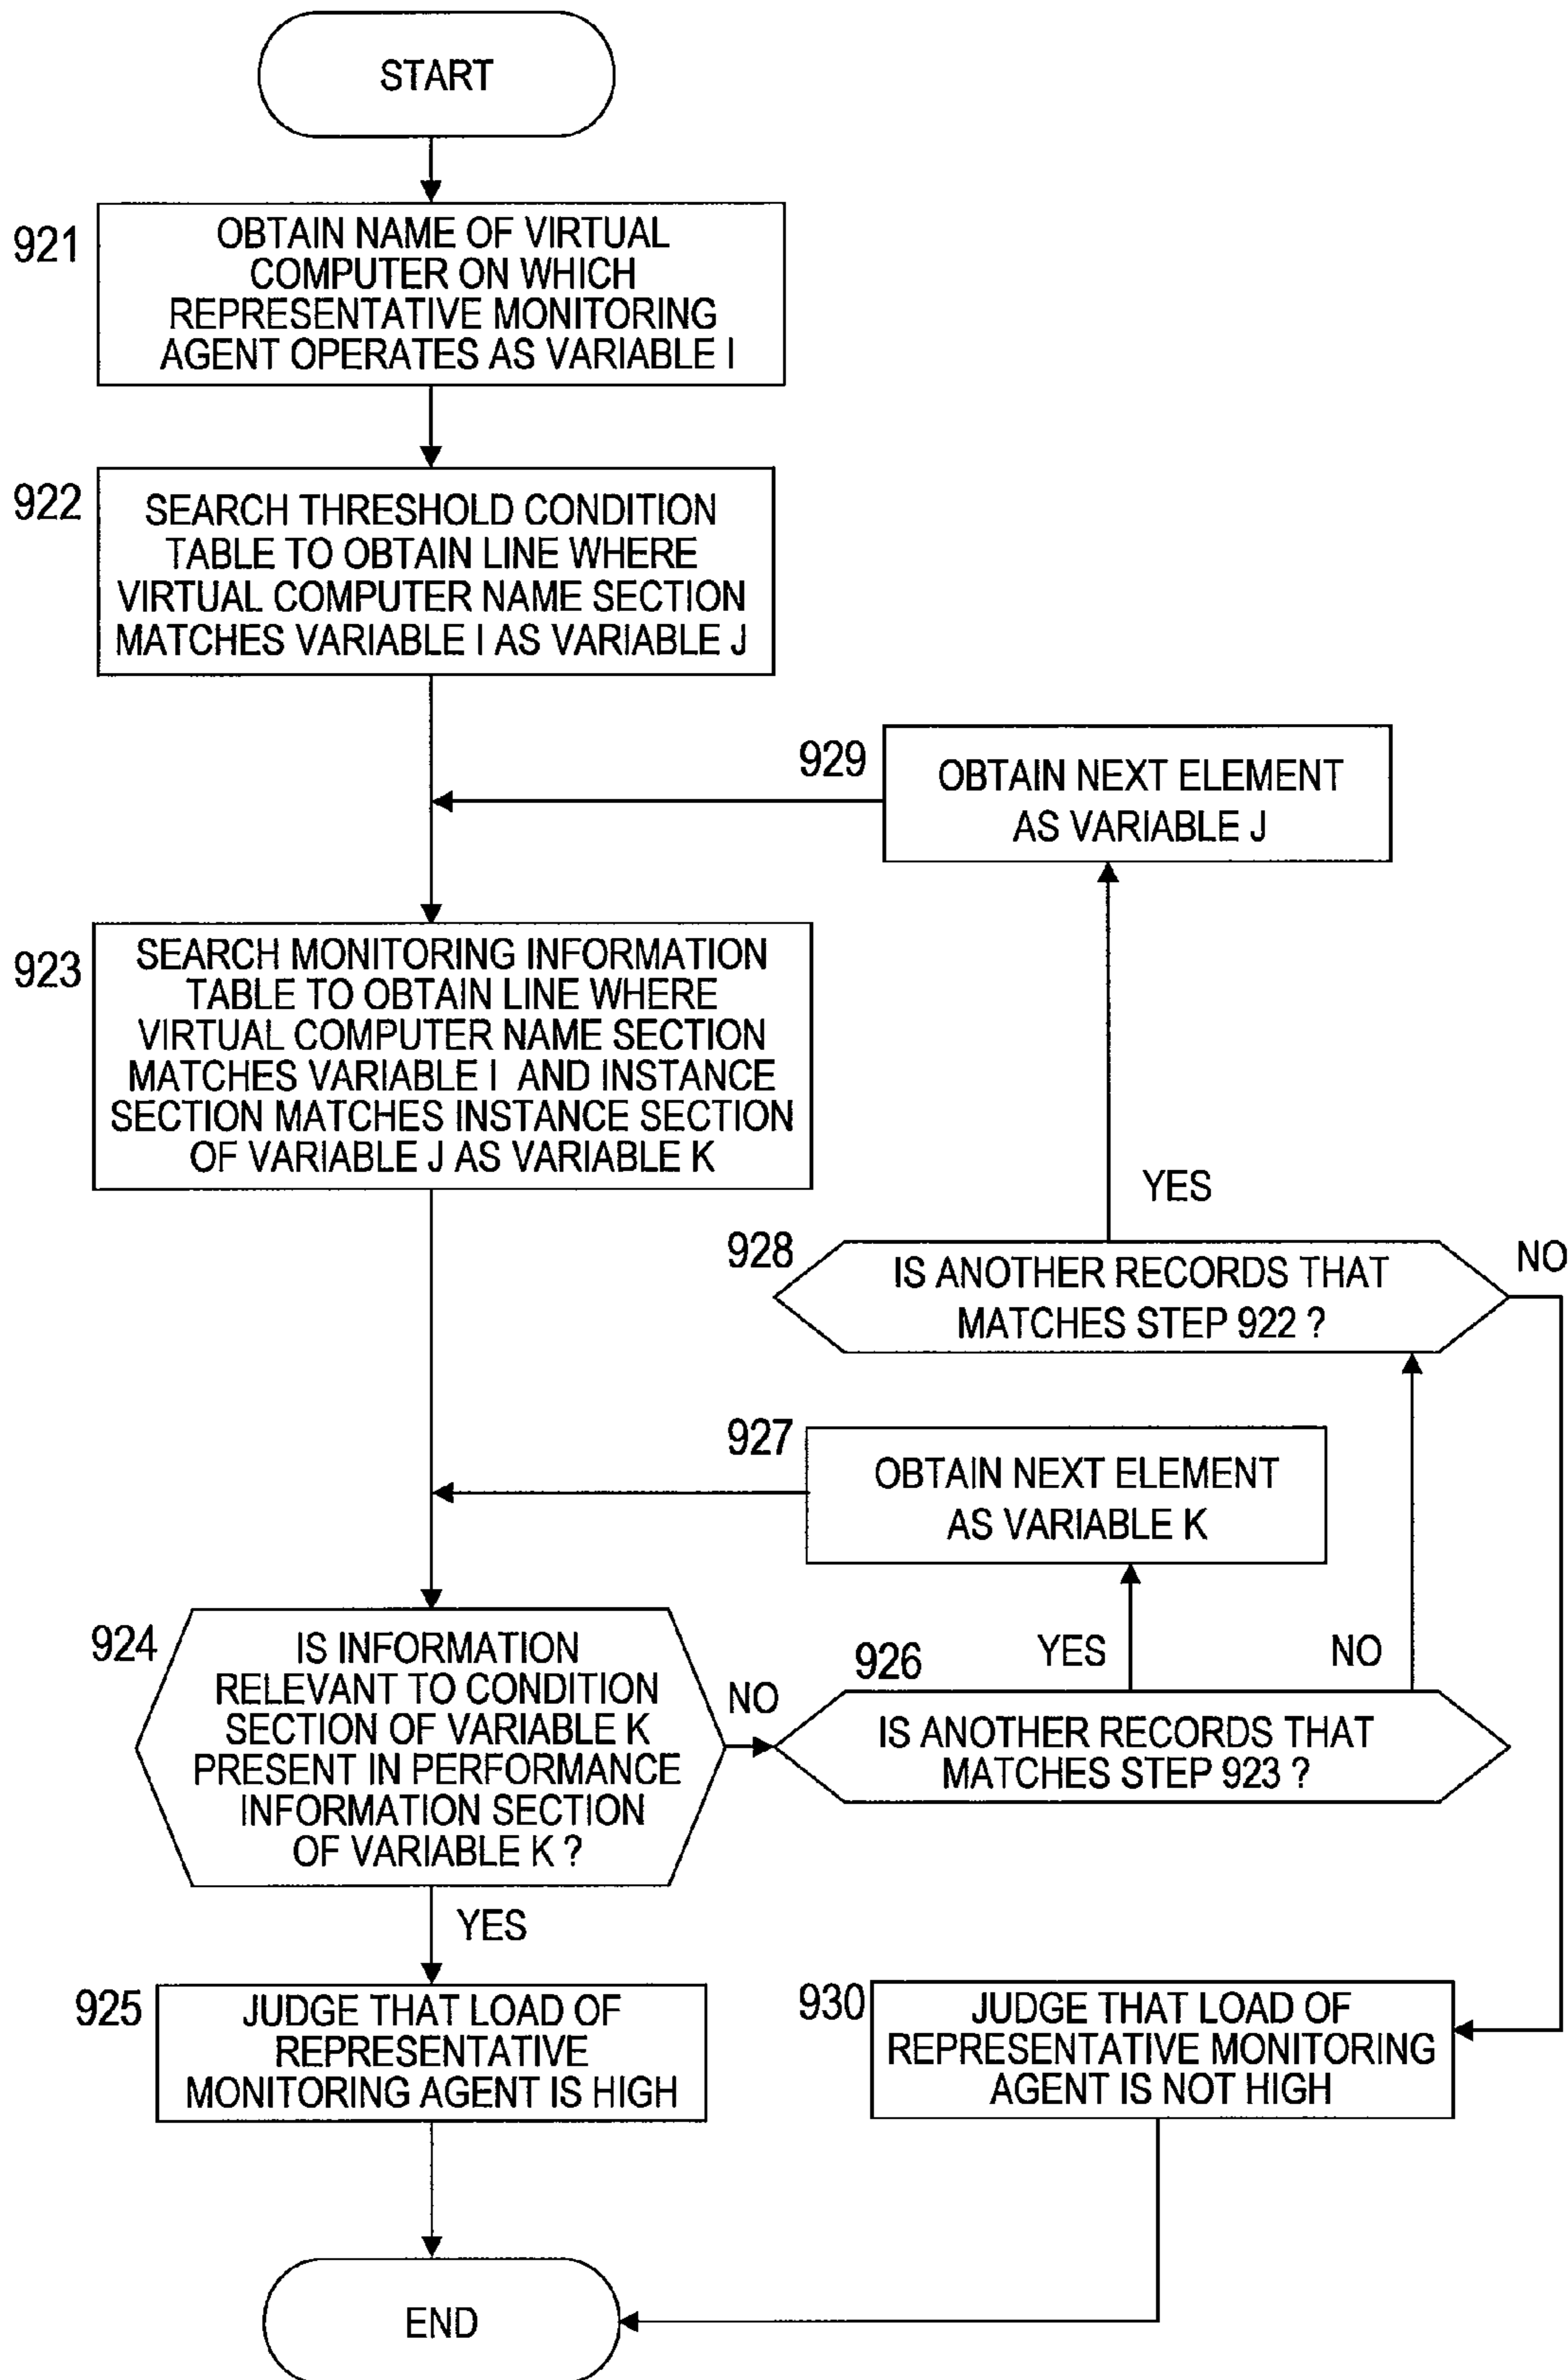 START
921
OBTAIN NAME OF VIRTUAL
COMPUTER ON WHICH
REPRESENTATIVE MONITORING
AGENT OPERATES AS VARIABLE I
922
SEARCH THRESHOLD CONDITION
TABLE TO OBTAIN LINE WHERE
VIRTUAL COMPUTER NAME SECTION
MATCHES VARIABLE I AS VARIABLE J
929
OBTAIN NEXT ELEMENT
AS VARIABLE J
923
SEARCH MONITORING INFORMATION
TABLE TO OBTAIN LINE WHERE
VIRTUAL COMPUTER NAME SECTION
MATCHES VARIABLE I AND INSTANCE
SECTION MATCHES INSTANCE SECTION
OF VARIABLE J AS VARIABLE K
YES
928
IS ANOTHER RECORDS THAT
MATCHES STEP 922 ?
NO
927
OBTAIN NEXT ELEMENT
AS VARIABLE K
924
IS INFORMATION
RELEVANT TO CONDITION
SECTION OF VARIABLE K
PRESENT IN PERFORMANCE
INFORMATION SECTION
OF VARIABLE K ?
NO
926
YES
NO
IS ANOTHER RECORDS THAT
MATCHES STEP 923 ?
YES
925
JUDGE THAT LOAD OF
REPRESENTATIVE
MONITORING AGENT IS HIGH
930
JUDGE THAT LOAD OF
REPRESENTATIVE MONITORING
AGENT IS NOT HIGH
END